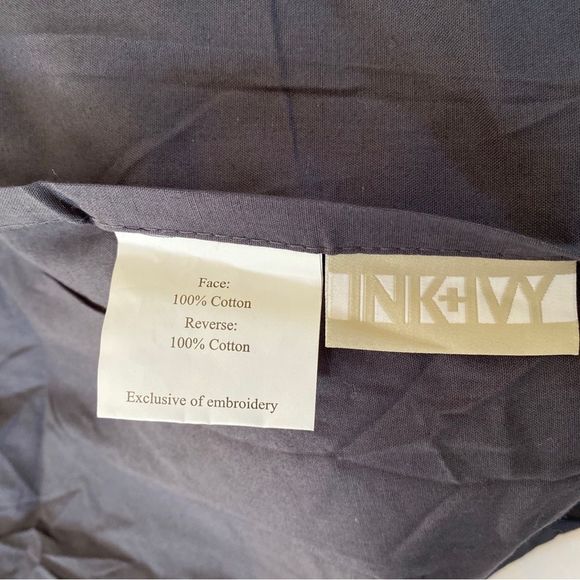 Face:
100% Cotton
Reverse:
100% Cotton
Exclusive of embroidery
INK+IVY